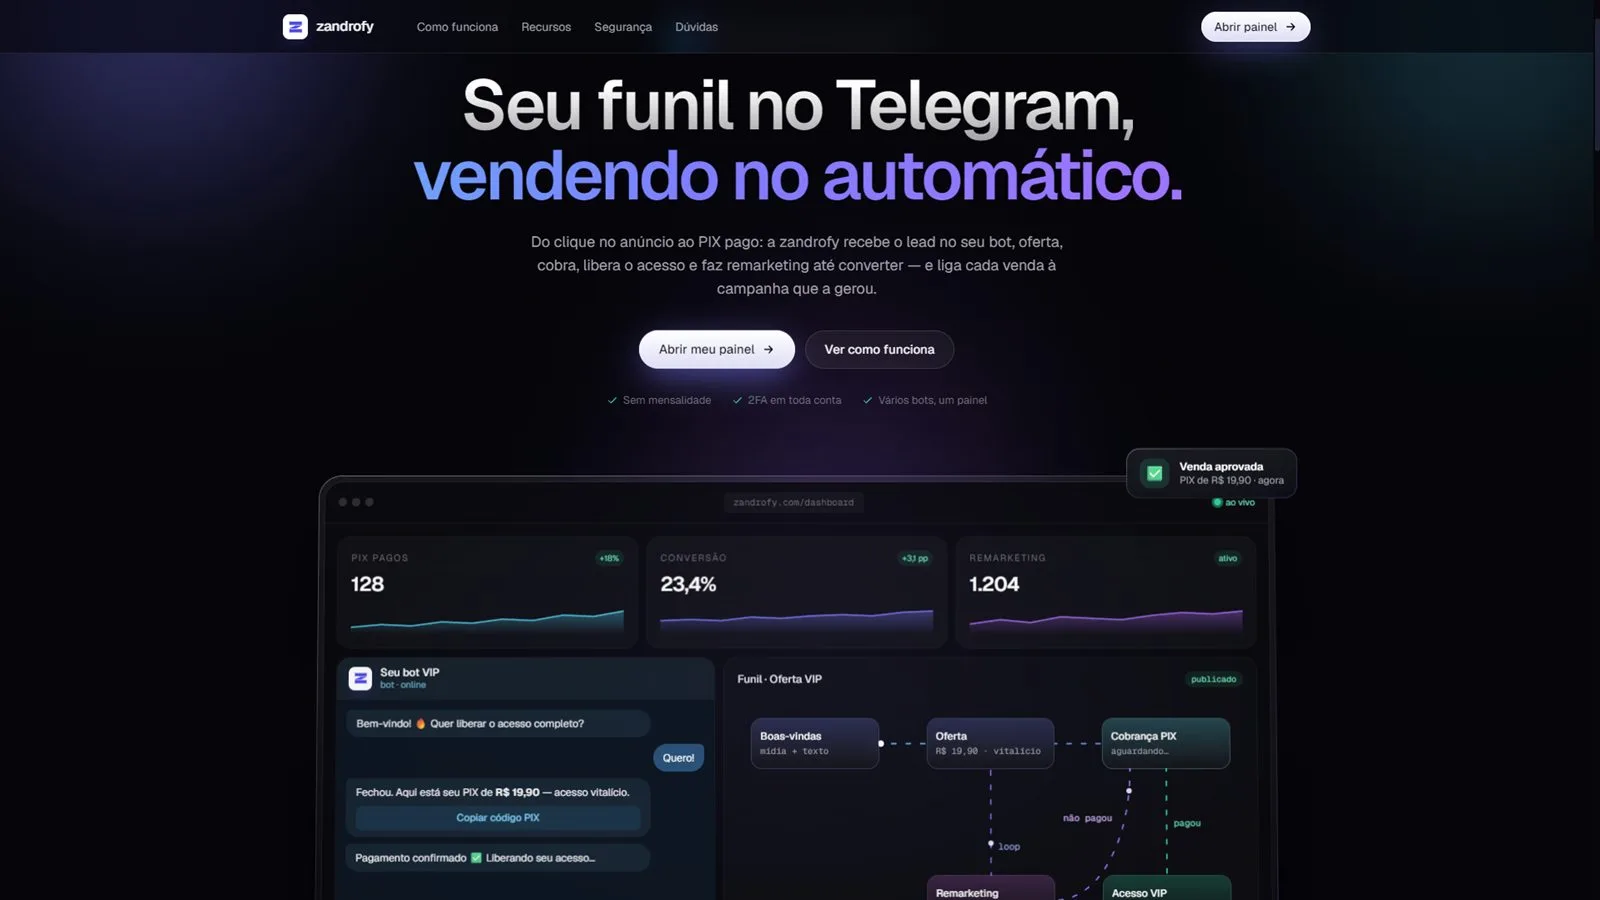 zandrofy
Como funciona
Recursos
Segurança
Dúvidas
Abrir painel →
Seu funil no Telegram,
vendendo no automático.
Do clique no anúncio ao PIX pago: a zandrofy recebe o lead no seu bot, oferta,
cobra, libera o acesso e faz remarketing até converter — e liga cada venda à
campanha que a gerou.
Abrir meu painel →
Ver como funciona
✓ Sem mensalidade
✓ 2FA em toda conta
✓ Vários bots, um painel
Venda aprovada
PIX de R$ 19,90 · agora
zandrofy.com/dashboard
ao vivo
PIX PAGOS
+18%
128
CONVERSÃO
+3,1 pp
23,4%
REMARKETING
ativo
1.204
Seu bot VIP
bot · online
Bem-vindo! 🔥 Quer liberar o acesso completo?
Quero!
Fechou. Aqui está seu PIX de R$ 19,90 — acesso vitalício.
Copiar código PIX
Pagamento confirmado ✅ Liberando seu acesso…
Funil · Oferta VIP
publicado
Boas-vindas
mídia + texto
Oferta
R$ 19,90 · vitalício
Cobrança PIX
aguardando…
não pagou
pagou
loop
Remarketing
Acesso VIP